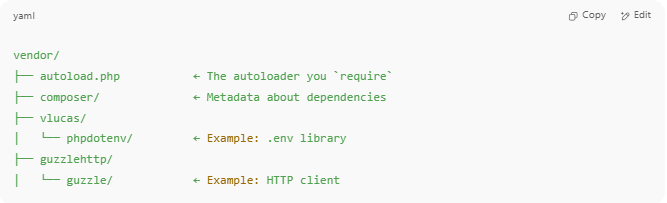 yaml Copy Edit
vendor/
├── autoload.php ← The autoloader you `require`
├── composer/ ← Metadata about dependencies
├── vlucas/
│ └── phpdotenv/ ← Example: .env library
├── guzzlehttp/
│ └── guzzle/ ← Example: HTTP client